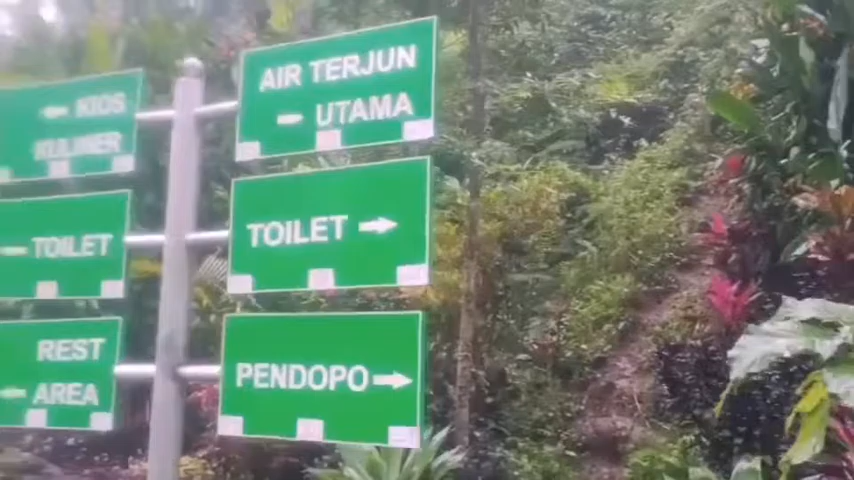 KIOS
KULINER
TOILET
REST
AREA
AIR TERJUN
UTAMA
TOILET
PENDOPO